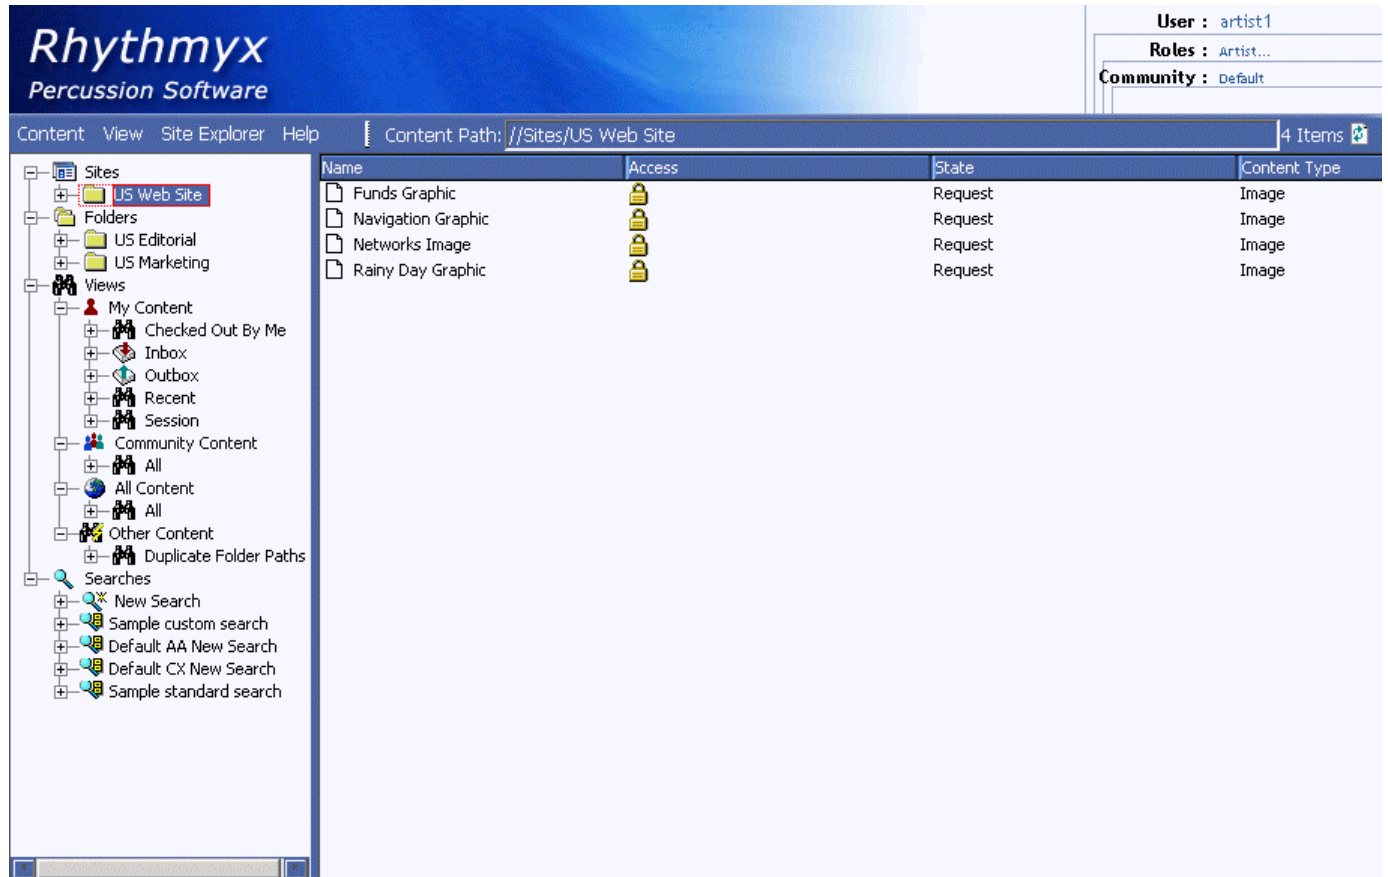 Rhythmyx
Percussion Software
User : artist1
Roles : Artist...
Community : Default
Content View Site Explorer Help Content Path: //Sites/US Web Site 4 Items
Sites
US Web Site
Folders
US Editorial
US Marketing
Views
My Content
Checked Out By Me
Inbox
Outbox
Recent
Session
Community Content
All
All Content
All
Other Content
Duplicate Folder Paths
Searches
New Search
Sample custom search
Default AA New Search
Default CX New Search
Sample standard search
Name Access State Content Type
Funds Graphic Request Image
Navigation Graphic Request Image
Networks Image Request Image
Rainy Day Graphic Request Image